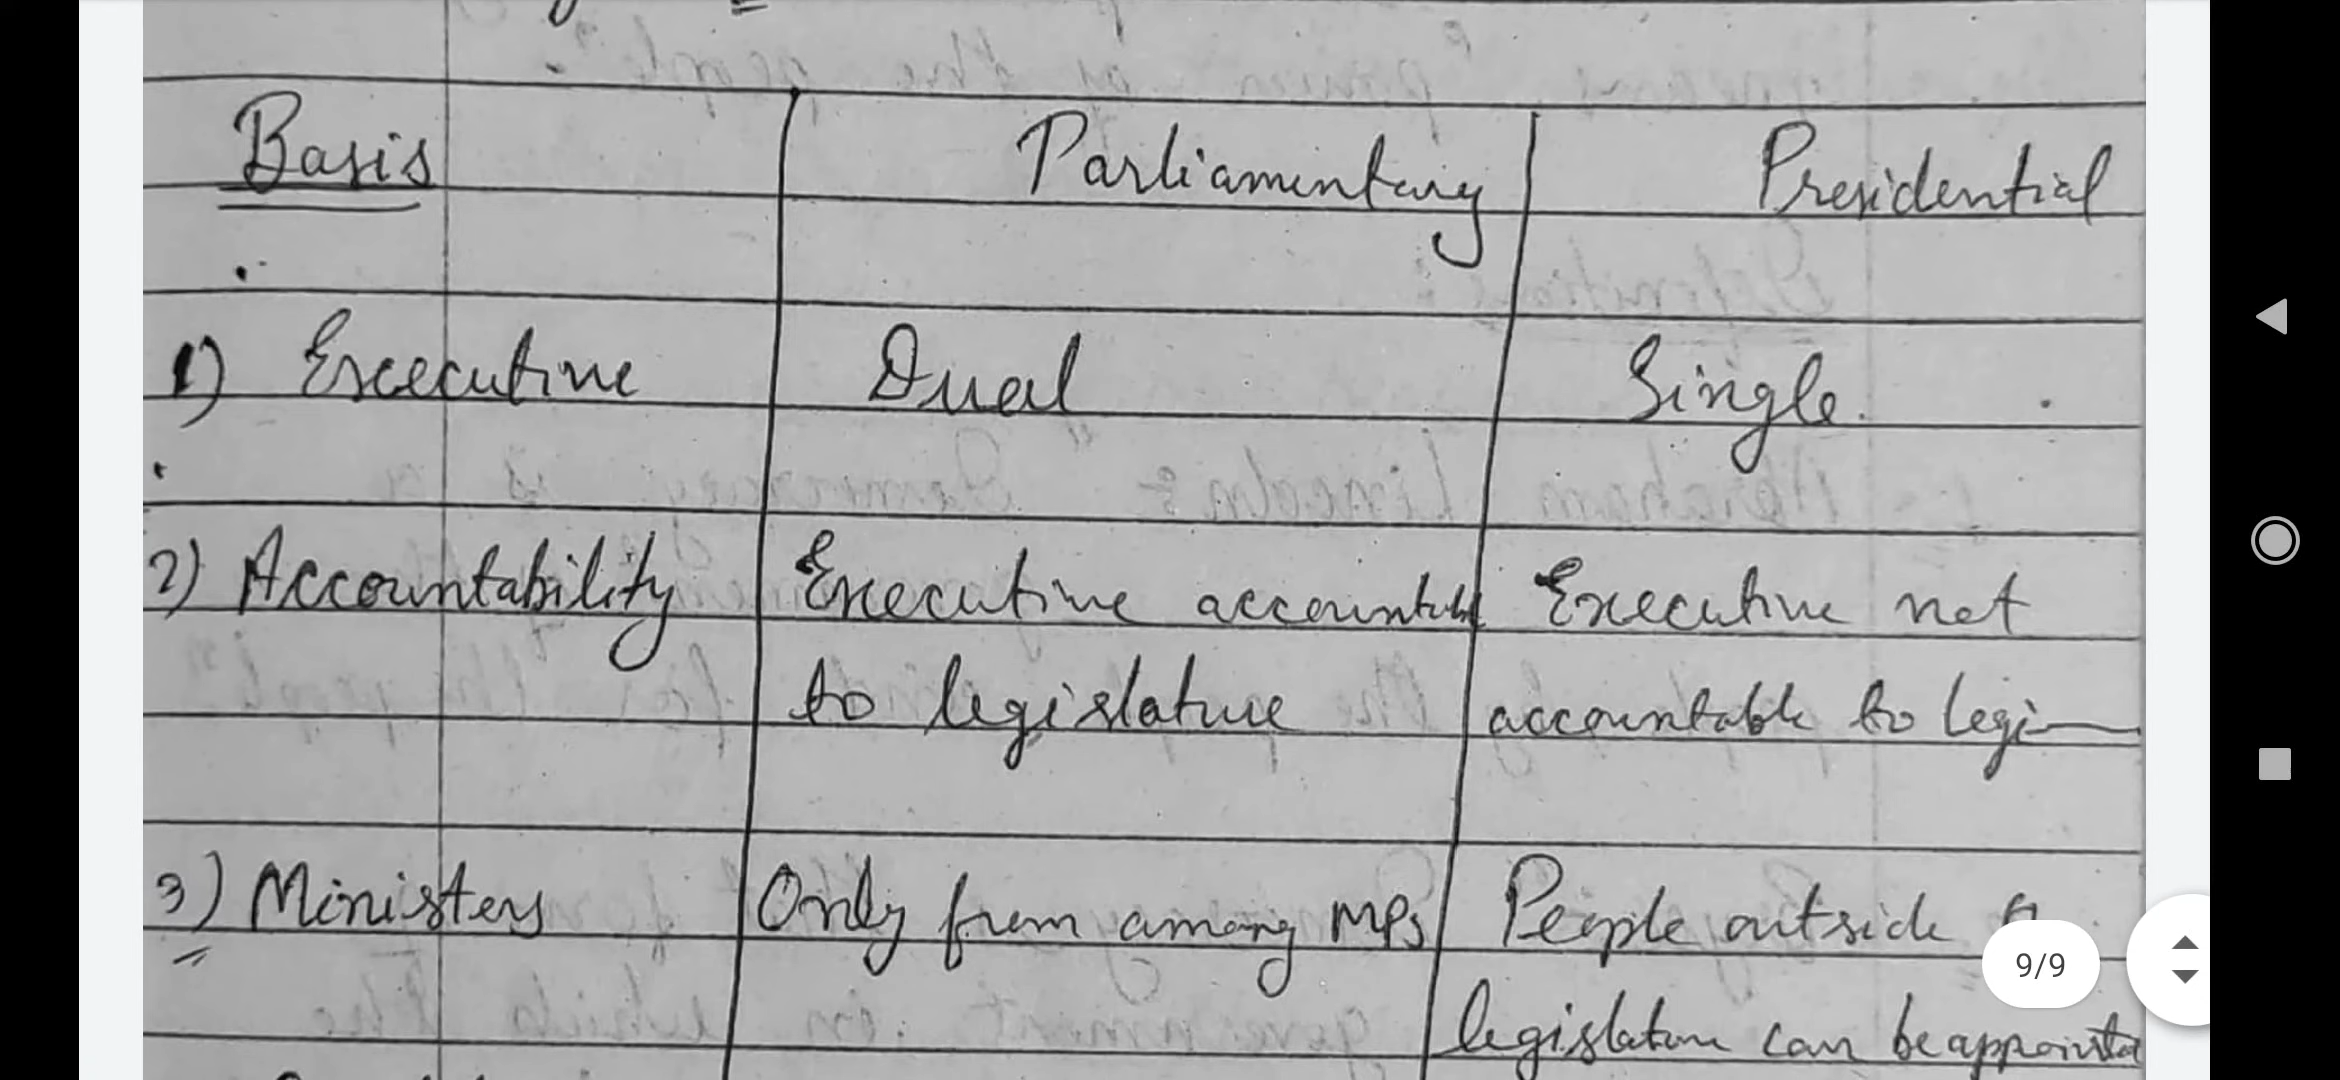 Basis Parliamentary Presidential
1) Executive Dual Single.
2) Accountability Executive accountabl Executive not
to legislature accountable to legi—
3) Ministers Only from among MPs People outside
legislature can be appointed
9/9